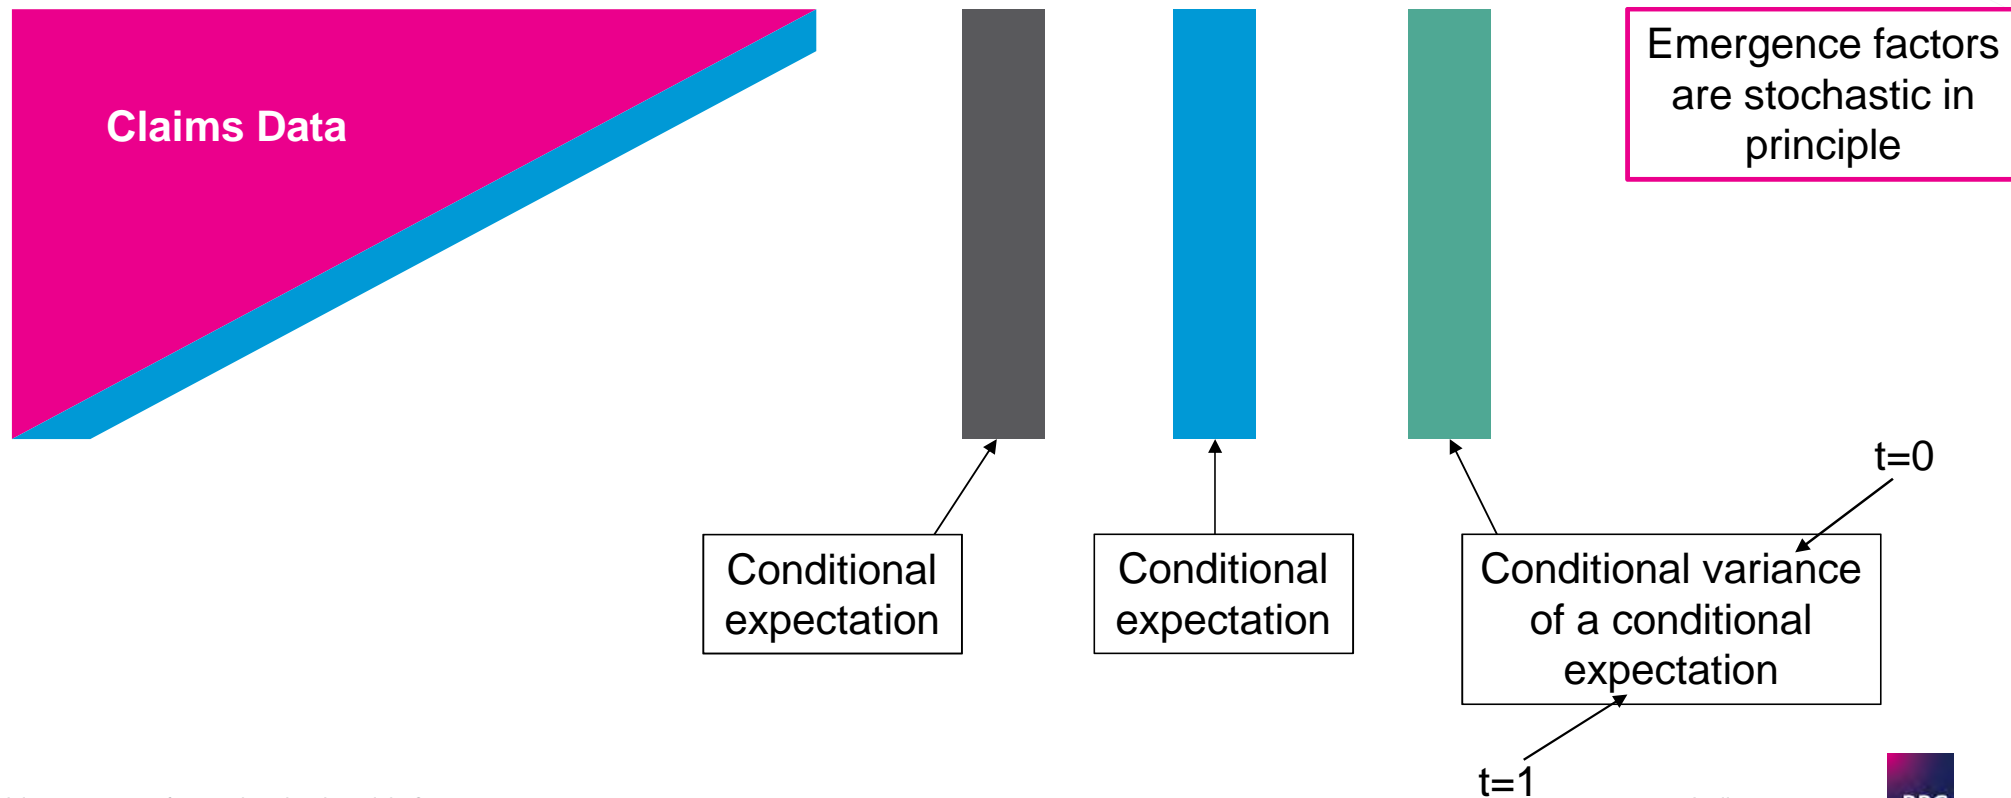 Claims Data
Emergence factors
are stochastic in
principle
t=0
Conditional
expectation
Conditional
expectation
Conditional variance
of a conditional
expectation
t=1